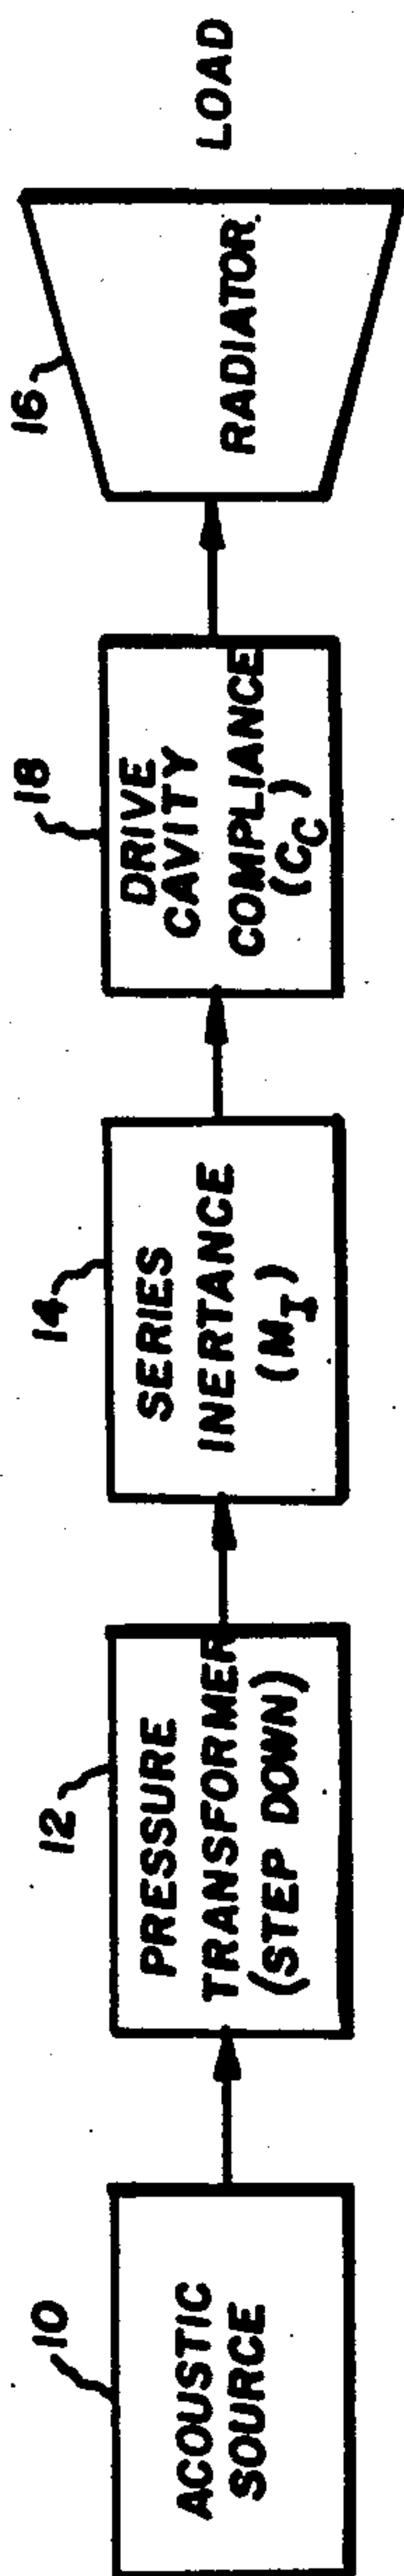 10
ACOUSTIC
SOURCE
12
PRESSURE
TRANSFORMER
(STEP DOWN)
14
SERIES
INERTANCE
(M_I)
18
DRIVE
CAVITY
COMPLIANCE
(C_C)
16
RADIATOR
LOAD